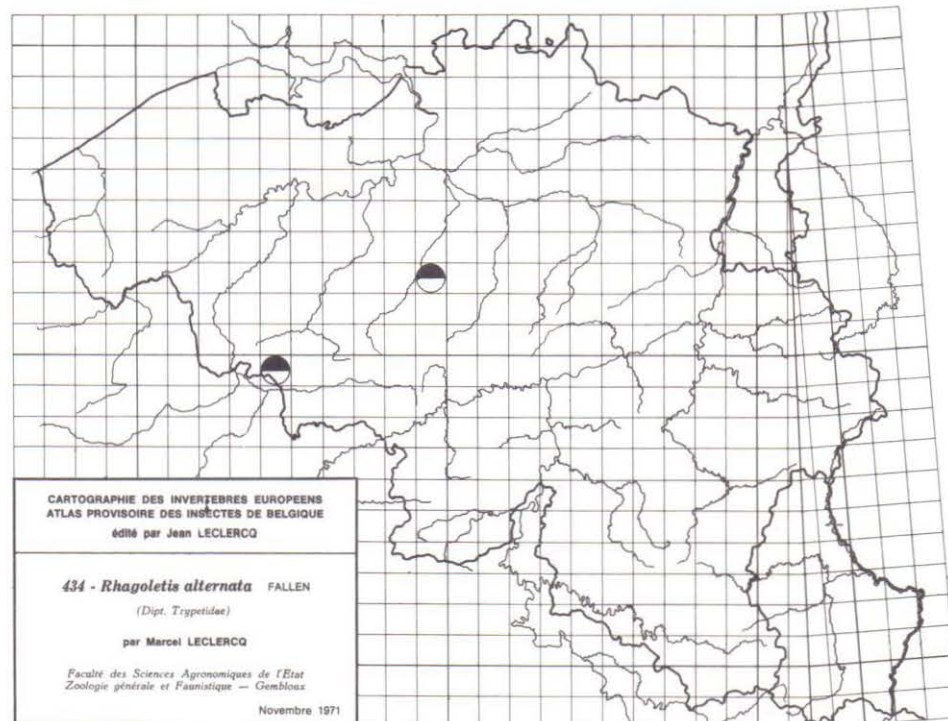 CARTOGRAPHIE DES INVERTEBRES EUROPEENS
ATLAS PROVISOIRE DES INSECTES DE BELGIQUE
édité par Jean LECLERCQ
434 - Rhagoletis alternata FALLEN
(Dipt. Trypetidae)
par Marcel LECLERCQ
Faculté des Sciences Agronomiques de l'Etat
Zoologie générale et Faunistique — Gembloux
Novembre 1971